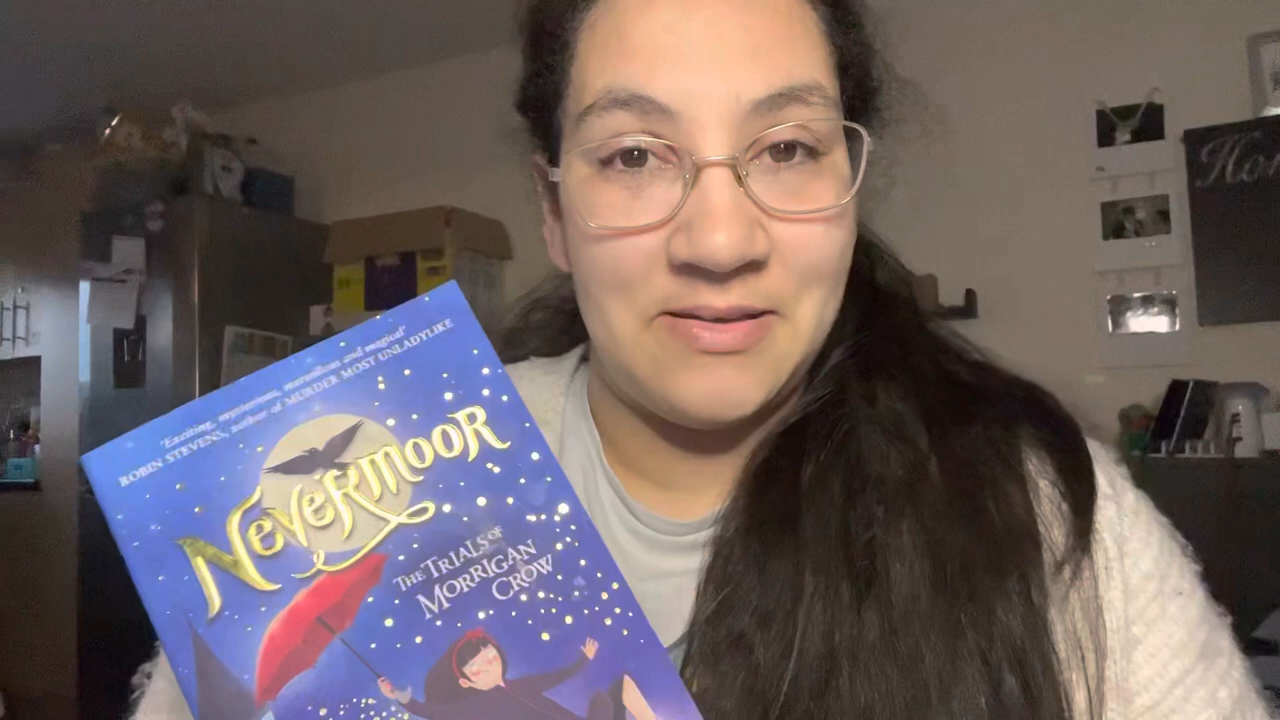 'Exciting, mysterious, marvellous and magical'
ROBIN STEVENS, author of MURDER MOST UNLADYLIKE
NEVERMOOR
THE TRIALS OF
MORRIGAN
CROW